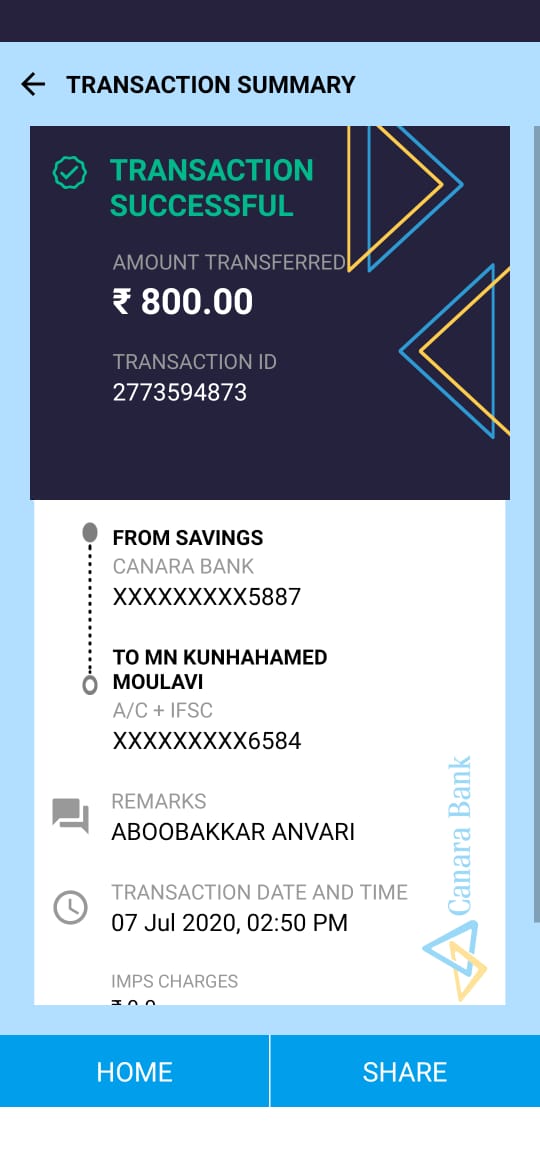 TRANSACTION SUMMARY
TRANSACTION
SUCCESSFUL
AMOUNT TRANSFERRED
₹ 800.00
TRANSACTION ID
2773594873
FROM SAVINGS
CANARA BANK
XXXXXXXXX5887
TO MN KUNHAHAMED
MOULAVI
A/C + IFSC
XXXXXXXXX6584
REMARKS
ABOOBAKKAR ANVARI
TRANSACTION DATE AND TIME
07 Jul 2020, 02:50 PM
IMPS CHARGES
Canara Bank
HOME
SHARE